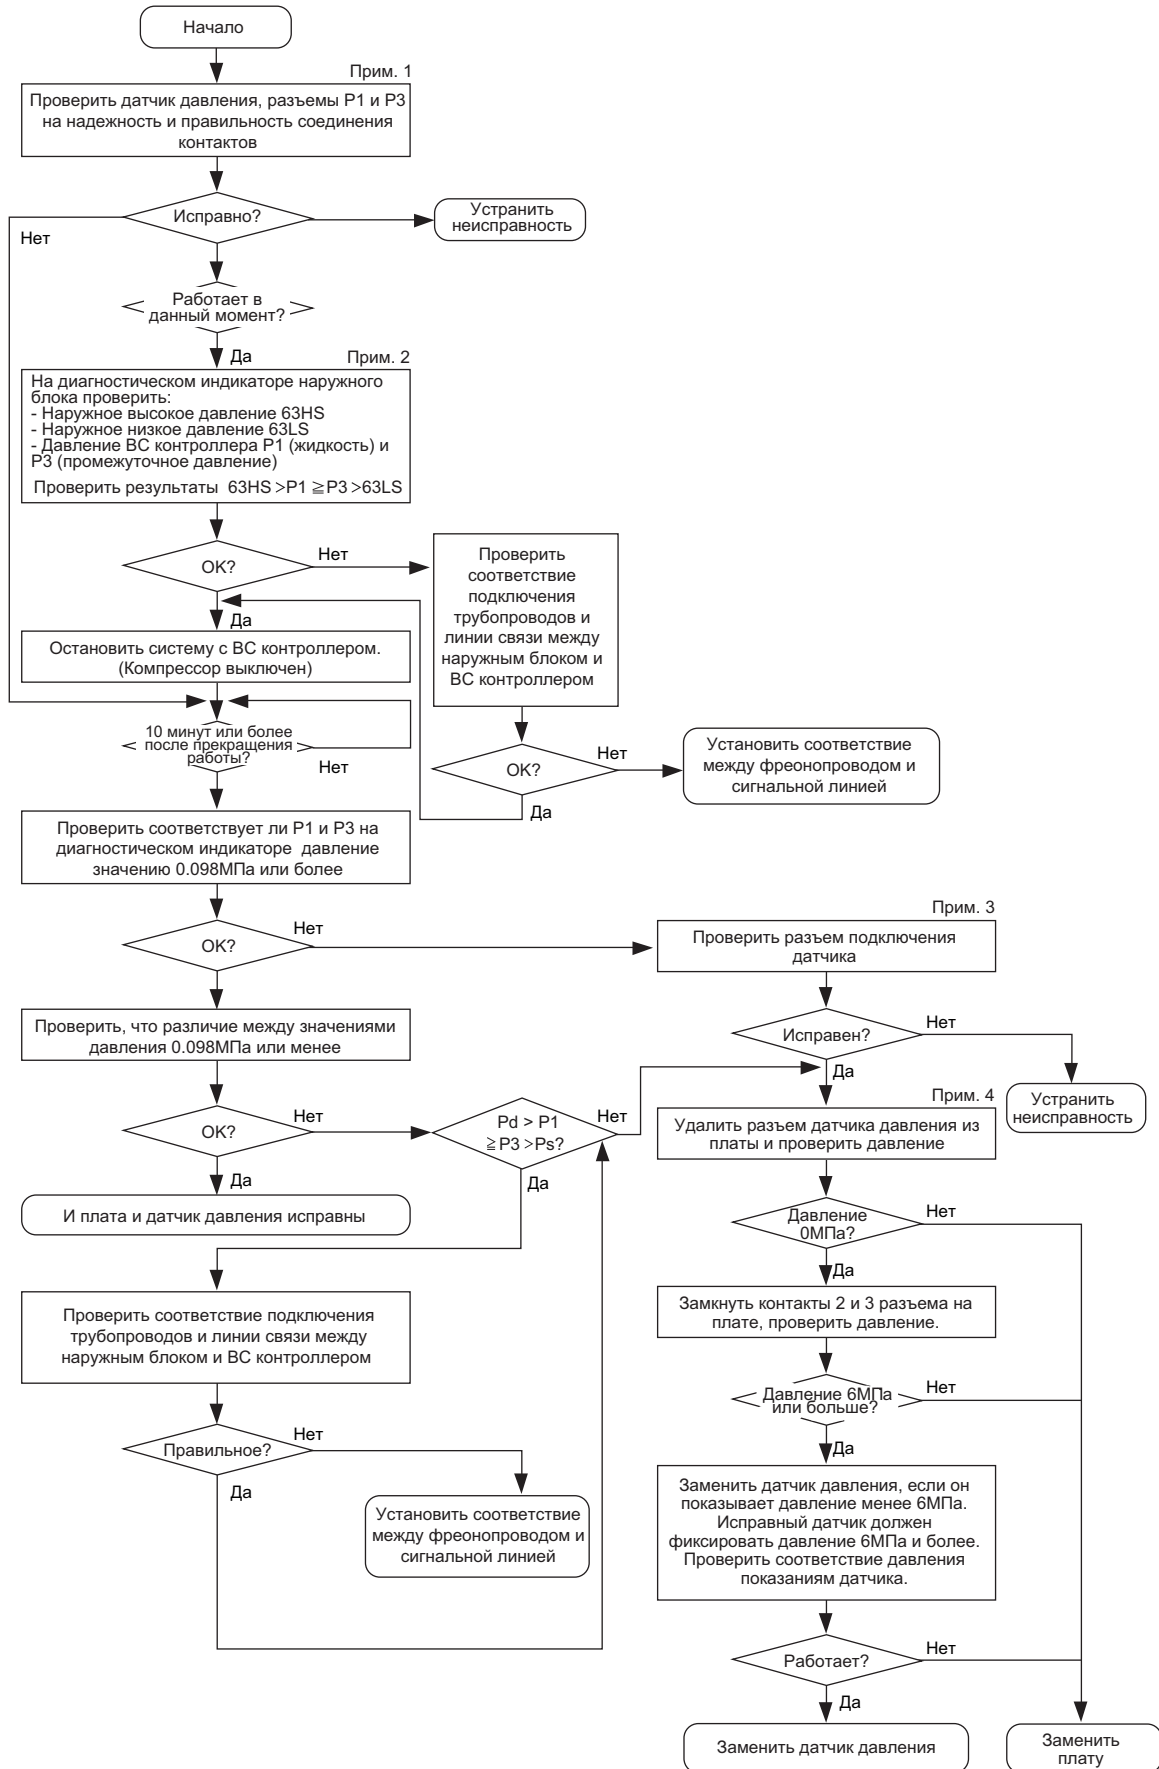 Начало
Прим. 1
Проверить датчик давления, разъемы P1 и P3
на надежность и правильность соединения
контактов
Исправно?
Устранить
неисправность
Нет
Работает в
данный момент?
Да
Прим. 2
На диагностическом индикаторе наружного
блока проверить:
- Наружное высокое давление 63HS
- Наружное низкое давление 63LS
- Давление ВС контроллера P1 (жидкость) и
P3 (промежуточное давление)
Проверить результаты 63HS >P1 ≧P3 >63LS
OK?
Нет
Да
Проверить
соответствие
подключения
трубопроводов и
линии связи между
наружным блоком и
ВС контроллером
Остановить систему с ВС контроллером.
(Компрессор выключен)
10 минут или более
после прекращения
работы?
Нет
OK?
Нет
Да
Установить соответствие
между фреонопроводом и
сигнальной линией
Проверить соответствует ли P1 и P3 на
диагностическом индикаторе давление
значению 0.098МПа или более
OK?
Нет
Прим. 3
Проверить разъем подключения
датчика
Проверить, что различие между значениями
давления 0.098МПа или менее
Исправен?
Нет
Да
Устранить
неисправность
OK?
Нет
Да
Pd > P1
≧P3 >Ps?
Нет
Да
Прим. 4
Удалить разъем датчика давления из
платы и проверить давление
И плата и датчик давления исправны
Давление
0МПа?
Нет
Да
Проверить соответствие подключения
трубопроводов и линии связи между
наружным блоком и ВС контроллером
Замкнуть контакты 2 и 3 разъема на
плате, проверить давление.
Давление 6МПа
или больше?
Нет
Да
Правильное?
Нет
Да
Установить соответствие
между фреонопроводом и
сигнальной линией
Заменить датчик давления, если он
показывает давление менее 6МПа.
Исправный датчик должен
фиксировать давление 6МПа и более.
Проверить соответствие давления
показаниям датчика.
Работает?
Нет
Да
Заменить датчик давления
Заменить
плату